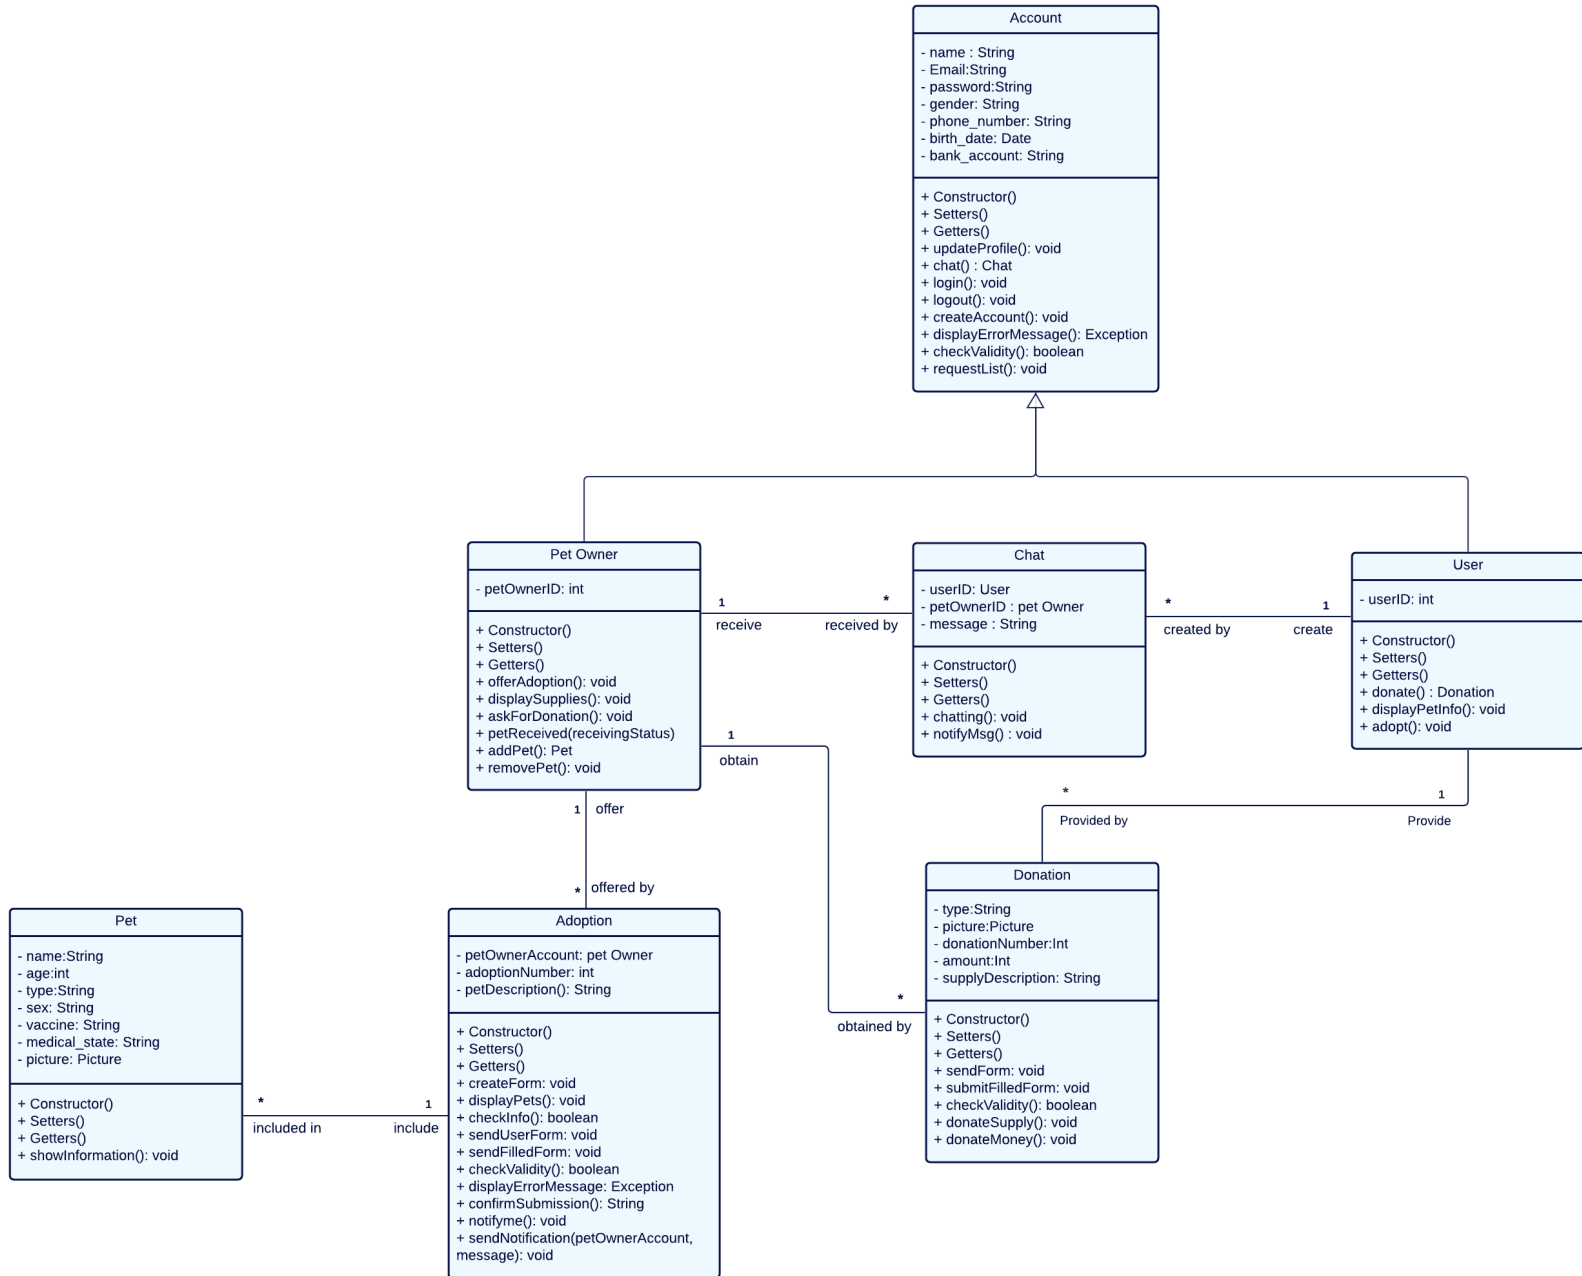 Account
- name : String
- Email:String
- password:String
- gender: String
- phone_number: String
- birth_date: Date
- bank_account: String
+ Constructor()
+ Setters()
+ Getters()
+ updateProfile(): void
+ chat() : Chat
+ login(): void
+ logout(): void
+ createAccount(): void
+ displayErrorMessage(): Exception
+ checkValidity(): boolean
+ requestList(): void
Pet Owner
- petOwnerID: int
+ Constructor()
+ Setters()
+ Getters()
+ offerAdoption(): void
+ displaySupplies(): void
+ askForDonation(): void
+ petReceived(receivingStatus)
+ addPet(): Pet
+ removePet(): void
1
receive
*
received by
Chat
- userID: User
- petOwnerID : pet Owner
- message : String
+ Constructor()
+ Setters()
+ Getters()
+ chatting(): void
+ notifyMsg() : void
*
created by
1
create
User
- userID: int
+ Constructor()
+ Setters()
+ Getters()
+ donate() : Donation
+ displayPetInfo(): void
+ adopt(): void
1
obtain
*
obtained by
*
Provided by
1
Provide
1
offer
*
offered by
Pet
- name:String
- age:int
- type:String
- sex: String
- vaccine: String
- medical_state: String
- picture: Picture
+ Constructor()
+ Setters()
+ Getters()
+ showInformation(): void
*
included in
1
include
Adoption
- petOwnerAccount: pet Owner
- adoptionNumber: int
- petDescription(): String
+ Constructor()
+ Setters()
+ Getters()
+ createForm: void
+ displayPets(): void
+ checkInfo(): boolean
+ sendUserForm: void
+ sendFilledForm: void
+ checkValidity(): boolean
+ displayErrorMessage: Exception
+ confirmSubmission(): String
+ notifyme(): void
+ sendNotification(petOwnerAccount,
message): void
Donation
- type:String
- picture:Picture
- donationNumber:Int
- amount:Int
- supplyDescription: String
+ Constructor()
+ Setters()
+ Getters()
+ sendForm: void
+ submitFilledForm: void
+ checkValidity(): boolean
+ donateSupply(): void
+ donateMoney(): void